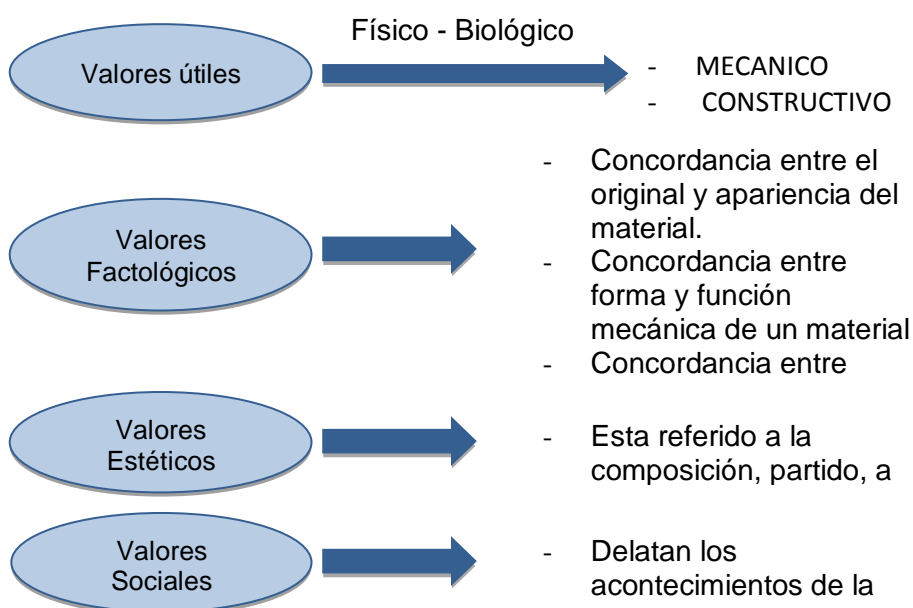 Físico - Biológico
Valores útiles
- MECANICO
- CONSTRUCTIVO
Valores
Factológicos
- Concordancia entre el
original y apariencia del
material.
- Concordancia entre
forma y función
mecánica de un material
- Concordancia entre
Valores
Estéticos
- Esta referido a la
composición, partido, a
Valores
Sociales
- Delatan los
acontecimientos de la